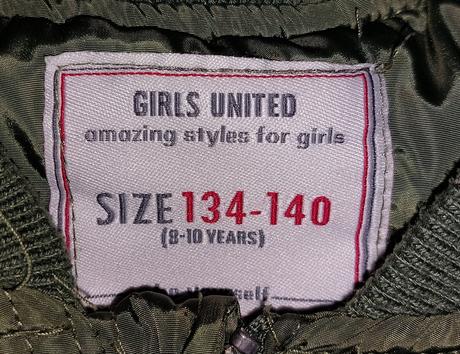 GIRLS UNITED
amazing styles for girls
SIZE 134-140
(8-10 YEARS)